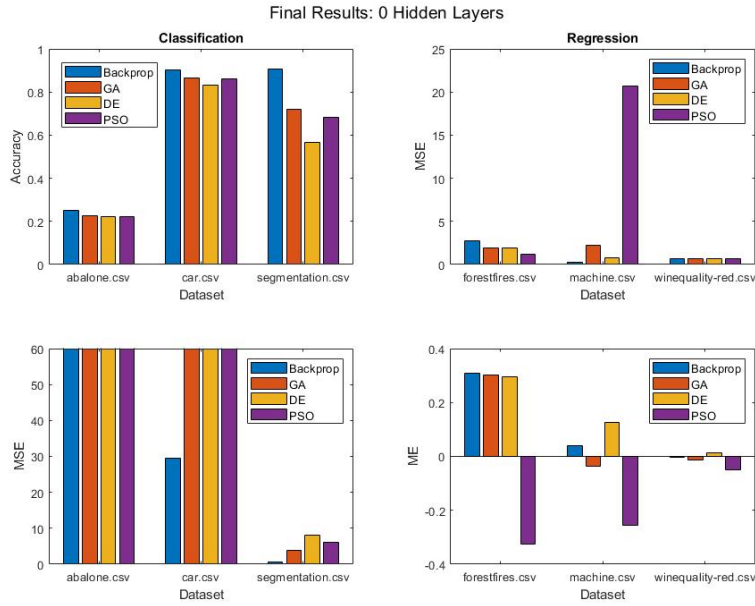 Final Results: 0 Hidden Layers
Classification
Accuracy
1
0.8
0.6
0.4
0.2
0
Backprop
GA
DE
PSO
abalone.csv car.csv segmentation.csv
Dataset
Regression
MSE
25
20
15
10
5
0
Backprop
GA
DE
PSO
forestfires.csv machine.csv winequality-red.csv
Dataset
MSE
60
50
40
30
20
10
0
Backprop
GA
DE
PSO
abalone.csv car.csv segmentation.csv
Dataset
ME
0.4
0.2
0
-0.2
-0.4
Backprop
GA
DE
PSO
forestfires.csv machine.csv winequality-red.csv
Dataset